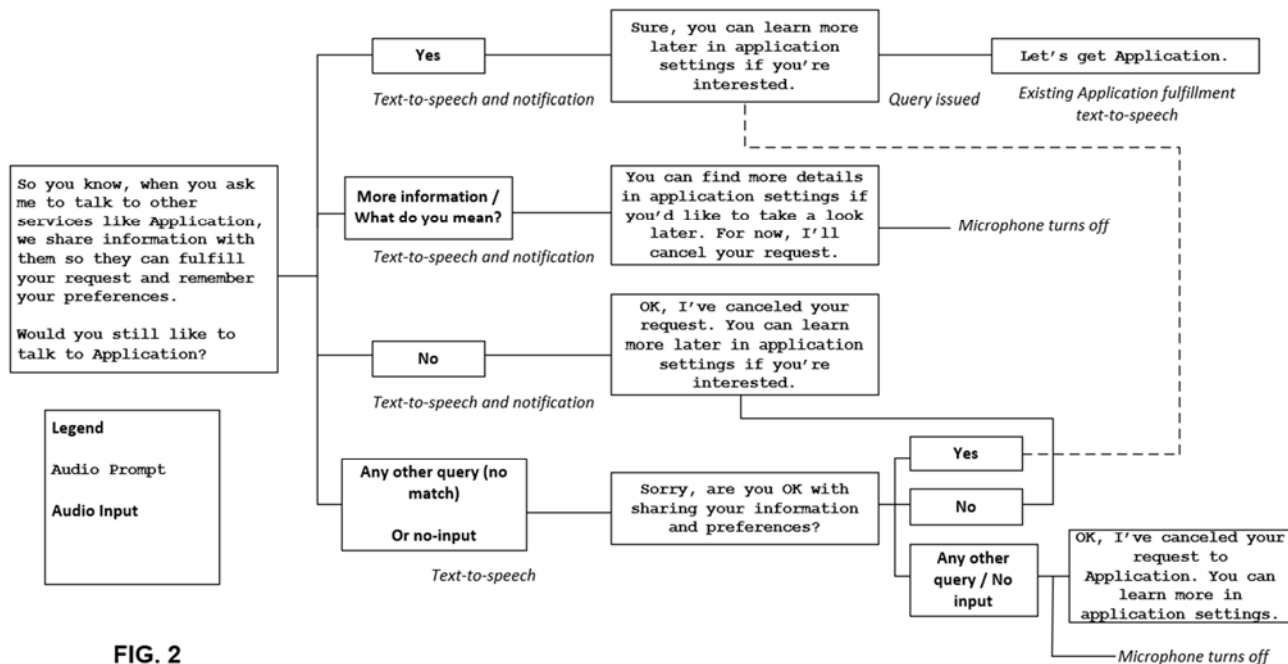 Yes
Text-to-speech and notification
Sure, you can learn more
later in application
settings if you're
interested.
Query issued
Let's get Application.
Existing Application fulfillment
text-to-speech
So you know, when you ask
me to talk to other
services like Application,
we share information with
them so they can fulfill
your request and remember
your preferences.
Would you still like to
talk to Application?
More information /
What do you mean?
Text-to-speech and notification
You can find more details
in application settings if
you'd like to take a look
later. For now, I'll
cancel your request.
Microphone turns off
No
Text-to-speech and notification
OK, I've canceled your
request. You can learn
more later in application
settings if you're
interested.
Legend
Audio Prompt
Audio Input
Any other query (no
match)
Or no-input
Text-to-speech
Sorry, are you OK with
sharing your information
and preferences?
Yes
No
Any other
query / No
input
OK, I've canceled your
request to
Application. You can
learn more in
application settings.
Microphone turns off
FIG. 2